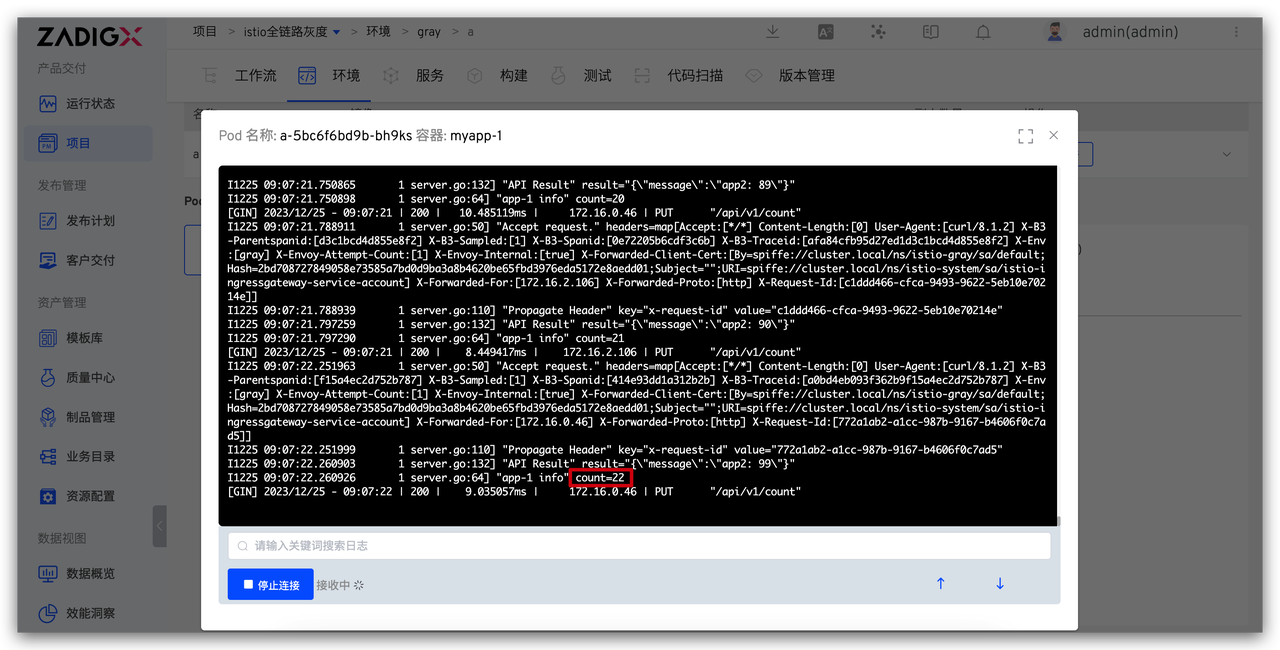 ZADIGX
项目 > istio全链路灰度 > 环境 > gray > a
admin(admin)
产品交付
工作流 环境 服务 构建 测试 代码扫描 版本管理
运行状态
项目
发布管理
发布计划
客户交付
资产管理
模板库
质量中心
制品管理
业务目录
资源配置
数据视图
数据概览
效能洞察
a
Pod 名称: a-5bc6f6bd9b-bh9ks 容器: myapp-1
I1225 09:07:21.750865 1 server.go:132] "API Result" result="{\"message\":\"app2: 89\"}"
I1225 09:07:21.750898 1 server.go:64] "app-1 info" count=20
[GIN] 2023/12/25 - 09:07:21 | 200 | 10.485119ms | 172.16.0.46 | PUT "/api/v1/count"
I1225 09:07:21.788911 1 server.go:50] "Accept request." headers=map[Accept:[*/*] Content-Length:[0] User-Agent:[curl/8.1.2] X-B3
-Parentspanid:[d3c1bcd4d855e8f2] X-B3-Sampled:[1] X-B3-Spanid:[0e72205b6cdf3c6b] X-B3-Traceid:[afa84cfb95d27ed1d3c1bcd4d855e8f2] X-Env
:[gray] X-Envoy-Attempt-Count:[1] X-Envoy-Internal:[true] X-Forwarded-Client-Cert:[By=spiffe://cluster.local/ns/istio-gray/sa/default;
Hash=2bd708727849058e73585a7bd0d9ba3a8b4620be65fbd3976eda5172e8aedd01;Subject="";URI=spiffe://cluster.local/ns/istio-system/sa/istio-i
ngressgateway-service-account] X-Forwarded-For:[172.16.2.106] X-Forwarded-Proto:[http] X-Request-Id:[c1ddd466-cfca-9493-9622-5eb10e702
14e]]
I1225 09:07:21.788939 1 server.go:110] "Propagate Header" key="x-request-id" value="c1ddd466-cfca-9493-9622-5eb10e70214e"
I1225 09:07:21.797259 1 server.go:132] "API Result" result="{\"message\":\"app2: 90\"}"
I1225 09:07:21.797290 1 server.go:64] "app-1 info" count=21
[GIN] 2023/12/25 - 09:07:21 | 200 | 8.449417ms | 172.16.2.106 | PUT "/api/v1/count"
I1225 09:07:22.251963 1 server.go:50] "Accept request." headers=map[Accept:[*/*] Content-Length:[0] User-Agent:[curl/8.1.2] X-B3
-Parentspanid:[f15a4ec2d752b787] X-B3-Sampled:[1] X-B3-Spanid:[414e93dd1a312b2b] X-B3-Traceid:[a0bd4eb093f362b9f15a4ec2d752b787] X-Env
:[gray] X-Envoy-Attempt-Count:[1] X-Envoy-Internal:[true] X-Forwarded-Client-Cert:[By=spiffe://cluster.local/ns/istio-gray/sa/default;
Hash=2bd708727849058e73585a7bd0d9ba3a8b4620be65fbd3976eda5172e8aedd01;Subject="";URI=spiffe://cluster.local/ns/istio-system/sa/istio-i
ngressgateway-service-account] X-Forwarded-For:[172.16.0.46] X-Forwarded-Proto:[http] X-Request-Id:[772a1ab2-a1cc-987b-9167-b4606f0c7a
d5]]
I1225 09:07:22.251999 1 server.go:110] "Propagate Header" key="x-request-id" value="772a1ab2-a1cc-987b-9167-b4606f0c7ad5"
I1225 09:07:22.260903 1 server.go:132] "API Result" result="{\"message\":\"app2: 99\"}"
I1225 09:07:22.260926 1 server.go:64] "app-1 info" count=22
[GIN] 2023/12/25 - 09:07:22 | 200 | 9.035057ms | 172.16.0.46 | PUT "/api/v1/count"
请输入关键词搜索日志
停止连接 接收中